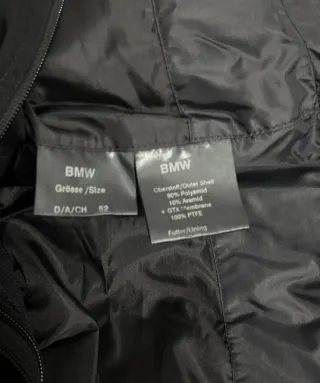 BMW
Grösse/Size
D/A/CH 52
BMW
Oberstoff/Outer Shell
90% Polyamid
10% Aramid
+ GTX Membrane
100% PTFE
Futter/Lining